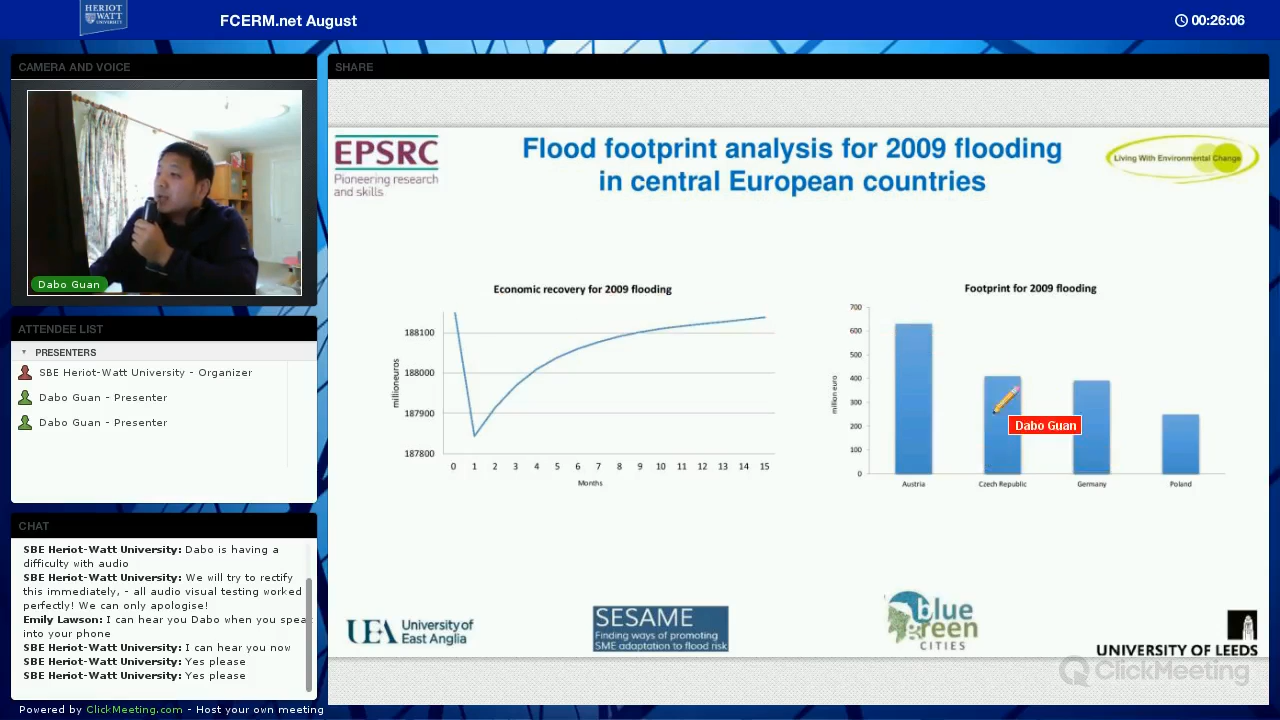 HERIOT
WATT
UNIVERSITY
FCERM.net August
00:26:06
CAMERA AND VOICE
Dabo Guan
ATTENDEE LIST
PRESENTERS
SBE Heriot-Watt University - Organizer
Dabo Guan - Presenter
Dabo Guan - Presenter
CHAT
SBE Heriot-Watt University: Dabo is having a
difficulty with audio
SBE Heriot-Watt University: We will try to rectify
this immediately, - all audio visual testing worked
perfectly! We can only apologise!
Emily Lawson: I can hear you Dabo when you speak
into your phone
SBE Heriot-Watt University: I can hear you now
SBE Heriot-Watt University: Yes please
SBE Heriot-Watt University: Yes please
Powered by ClickMeeting.com - Host your own meeting
SHARE
EPSRC
Pioneering research
and skills
Flood footprint analysis for 2009 flooding
in central European countries
Living With Environmental Change
Economic recovery for 2009 flooding
millioneuros
188100
188000
187900
187800
0 1 2 3 4 5 6 7 8 9 10 11 12 13 14 15
Months
Footprint for 2009 flooding
million euro
700
600
500
400
300
200
100
0
Dabo Guan
Austria Czech Republic Germany Poland
UEA University of
East Anglia
SESAME
Finding ways of promoting
SME adaptation to flood risk
blue
green
CITIES
UNIVERSITY OF LEEDS
ClickMeeting